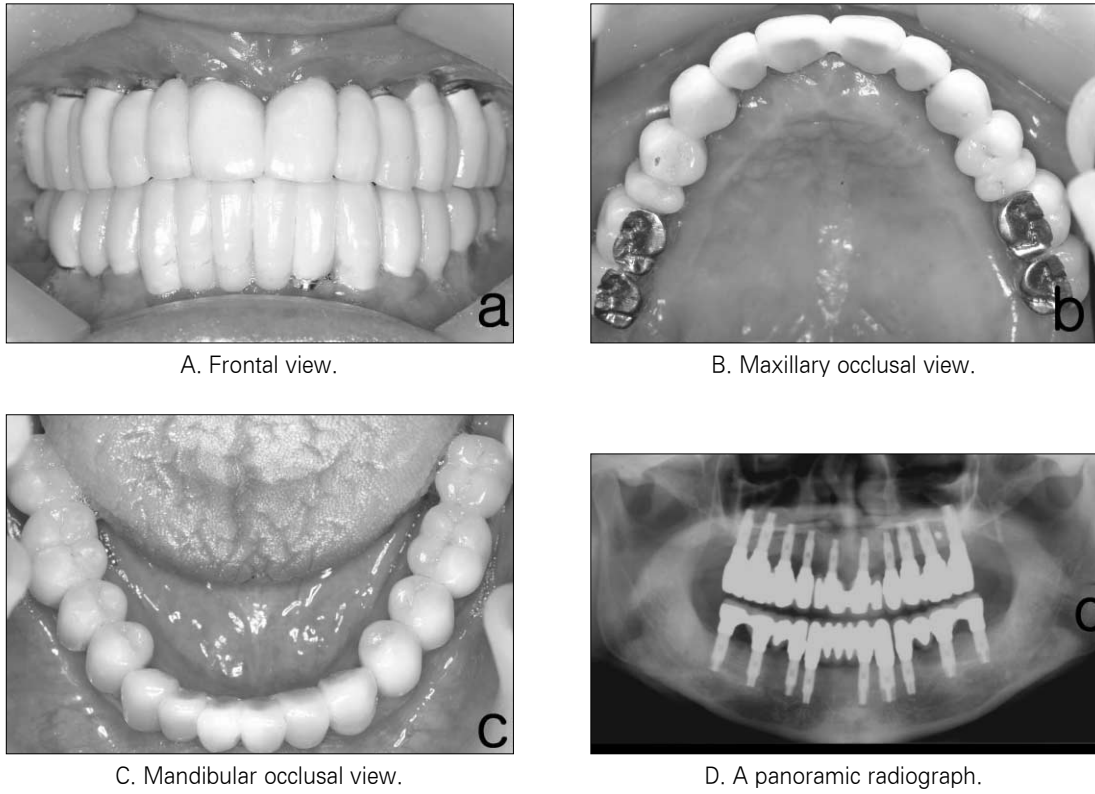 a
b
A. Frontal view.
B. Maxillary occlusal view.
c
C. Mandibular occlusal view.
D. A panoramic radiograph.